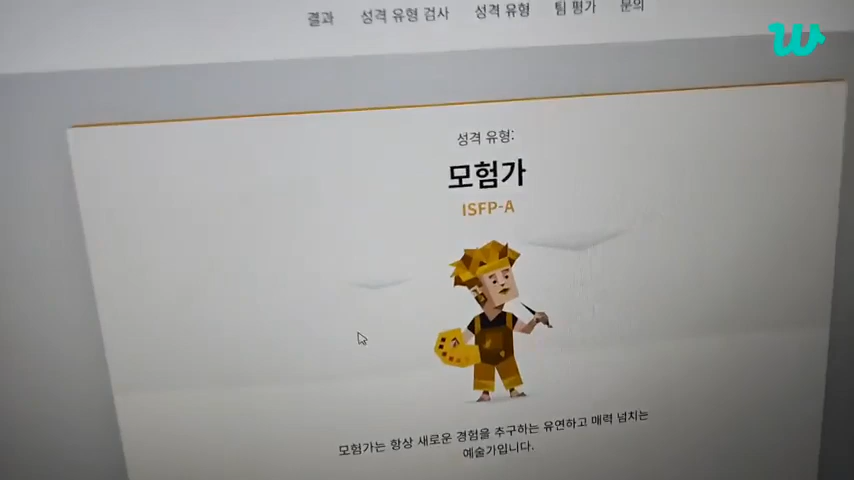 결과 성격 유형 검사 성격 유형 팀 평가 문의
w
성격 유형:
모험가
ISFP-A
모험가는 항상 새로운 경험을 추구하는 유연하고 매력 넘치는
예술가입니다.